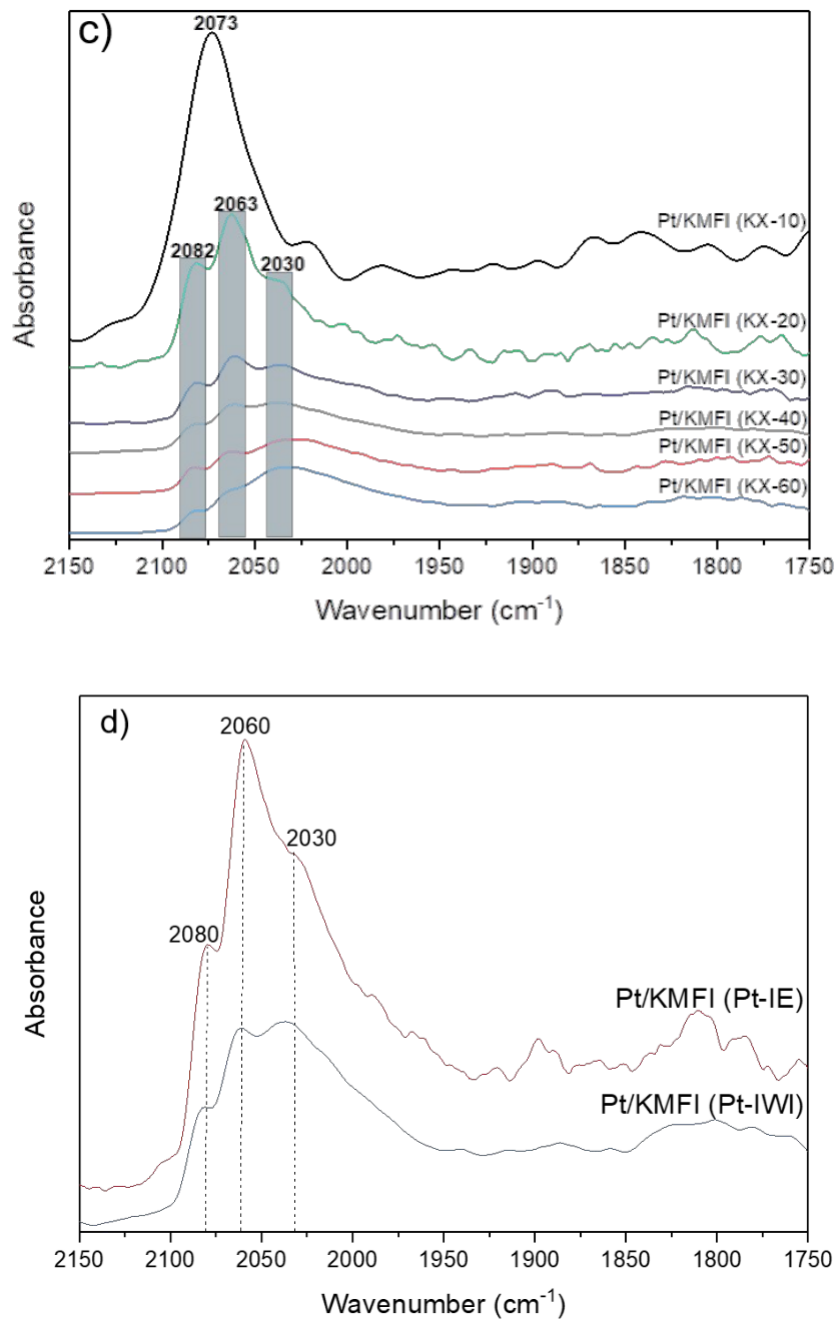 c)
2073
2063
2082
2030
Pt/KMFI (KX-10)
Pt/KMFI (KX-20)
Pt/KMFI (KX-30)
Pt/KMFI (KX-40)
Pt/KMFI (KX-50)
Pt/KMFI (KX-60)
Absorbance
2150 2100 2050 2000 1950 1900 1850 1800 1750
Wavenumber (cm⁻¹)
d)
2060
2030
2080
Pt/KMFI (Pt-IE)
Pt/KMFI (Pt-IWI)
Absorbance
2150 2100 2050 2000 1950 1900 1850 1800 1750
Wavenumber (cm⁻¹)